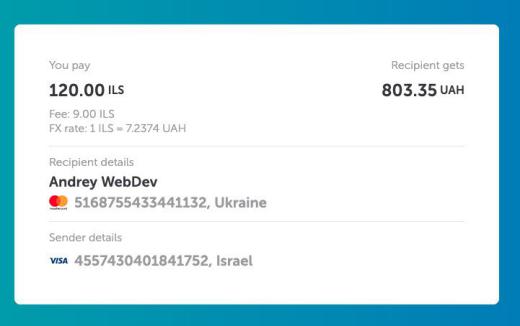 You pay Recipient gets
120.00 ILS 803.35 UAH
Fee: 9.00 ILS
FX rate: 1 ILS = 7.2374 UAH
Recipient details
Andrey WebDev
mastercard 5168755433441132, Ukraine
Sender details
VISA 4557430401841752, Israel